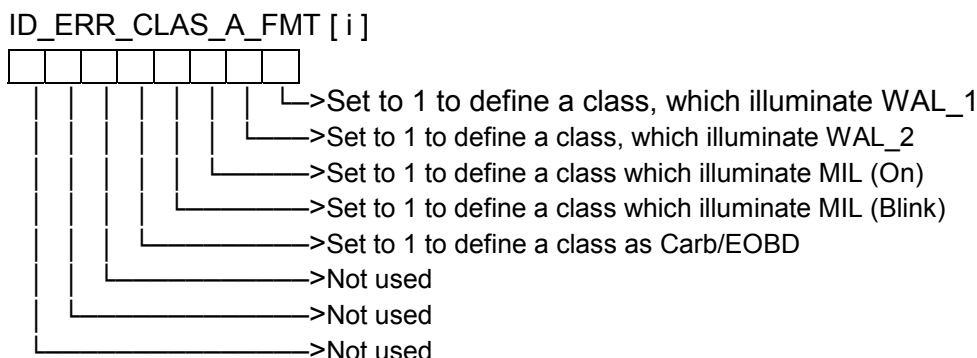 ID_ERR_CLAS_A_FMT [ i ]
>Set to 1 to define a class, which illuminate WAL_1
>Set to 1 to define a class, which illuminate WAL_2
>Set to 1 to define a class which illuminate MIL (On)
>Set to 1 to define a class which illuminate MIL (Blink)
>Set to 1 to define a class as Carb/EOBD
>Not used
>Not used
>Not used